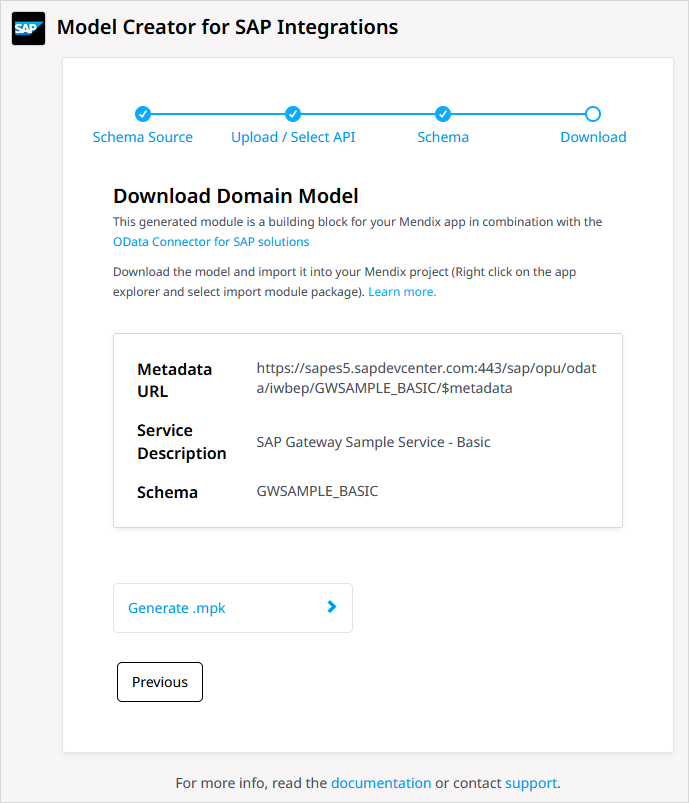 SAP
Model Creator for SAP Integrations
Schema Source
Upload / Select API
Schema
Download
Download Domain Model
This generated module is a building block for your Mendix app in combination with the
OData Connector for SAP solutions
Download the model and import it into your Mendix project (Right click on the app
explorer and select import module package). Learn more.
Metadata
URL
https://sapes5.sapdevcenter.com:443/sap/opu/odat
a/iwbep/GWSAMPLE_BASIC/$metadata
Service
Description
SAP Gateway Sample Service - Basic
Schema
GWSAMPLE_BASIC
Generate .mpk
Previous
For more info, read the documentation or contact support.